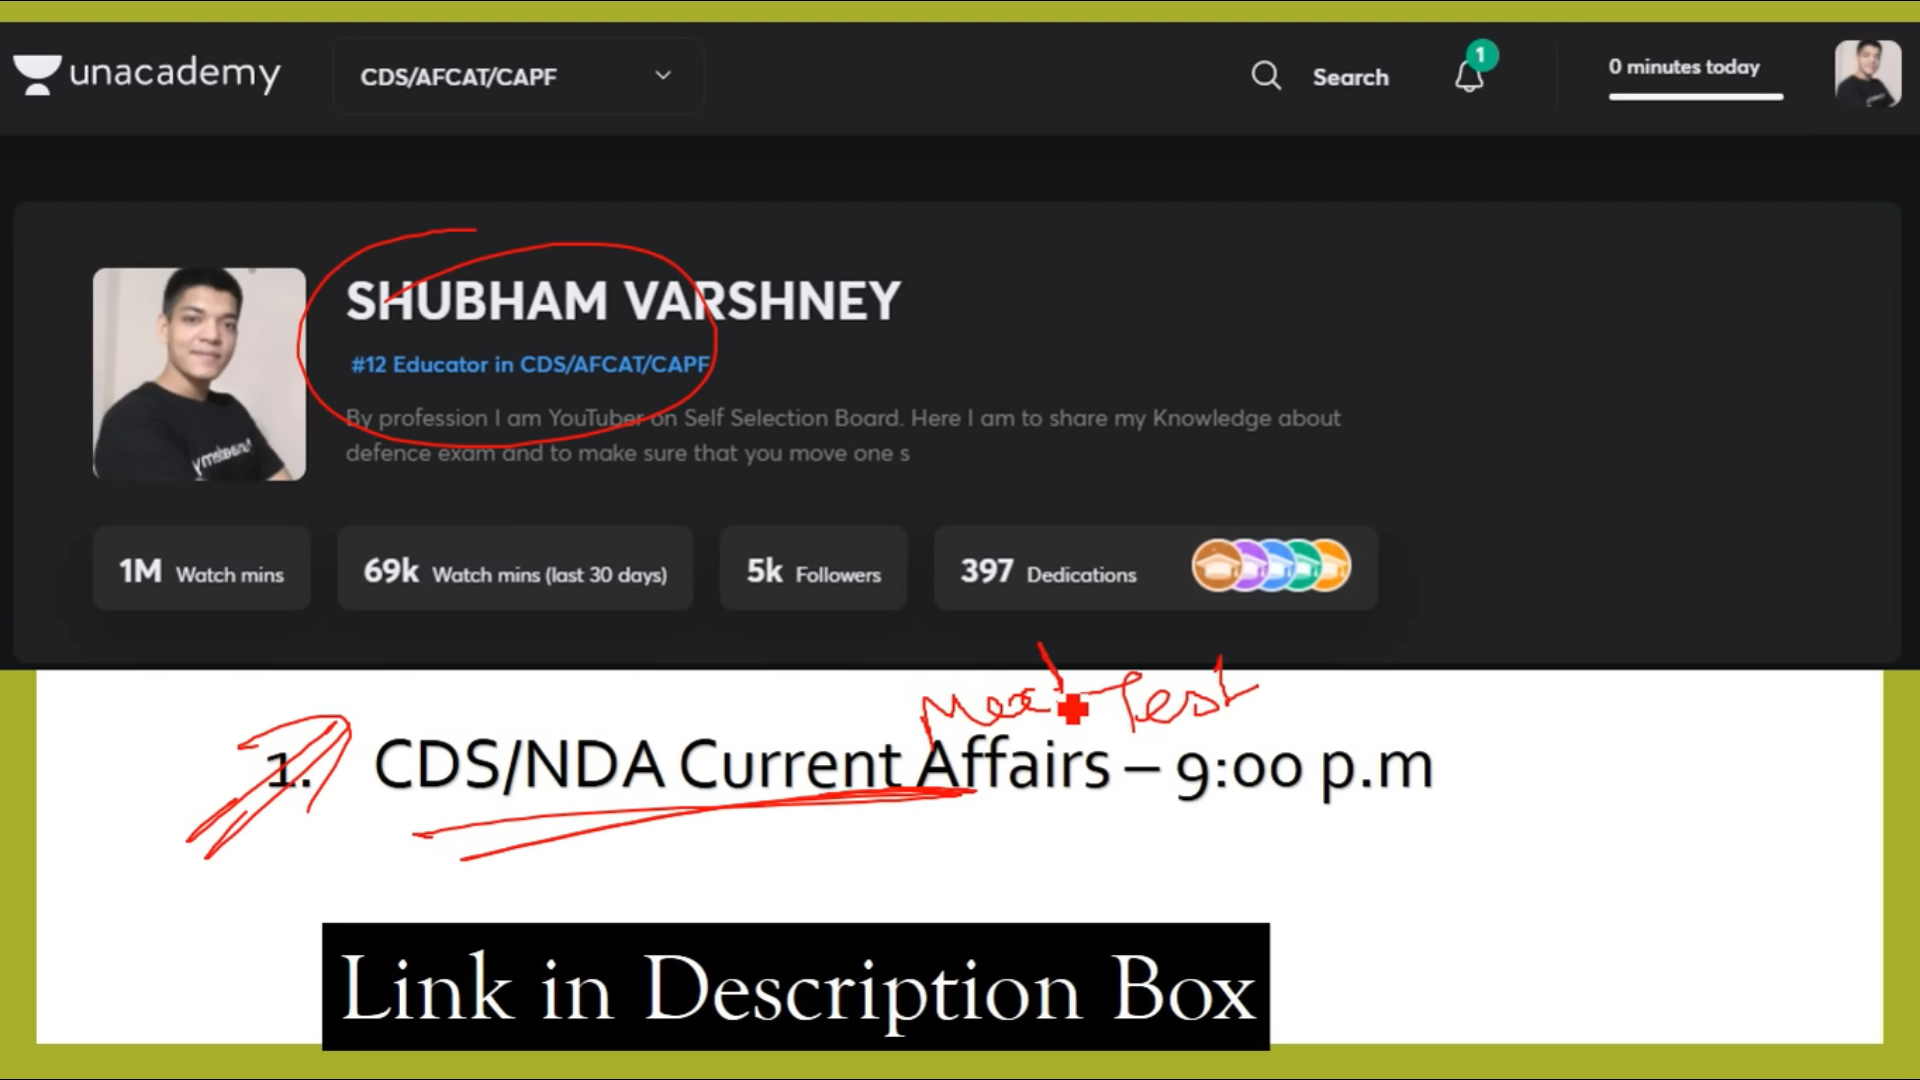 unacademy CDS/AFCAT/CAPF Search 1 0 minutes today
SHUBHAM VARSHNEY
#12 Educator in CDS/AFCAT/CAPF
By profession I am YouTuber on Self Selection Board. Here I am to share my Knowledge about
defence exam and to make sure that you move one s
1M Watch mins 69k Watch mins (last 30 days) 5k Followers 397 Dedications
Test
1. CDS/NDA Current Affairs – 9:00 p.m
Link in Description Box